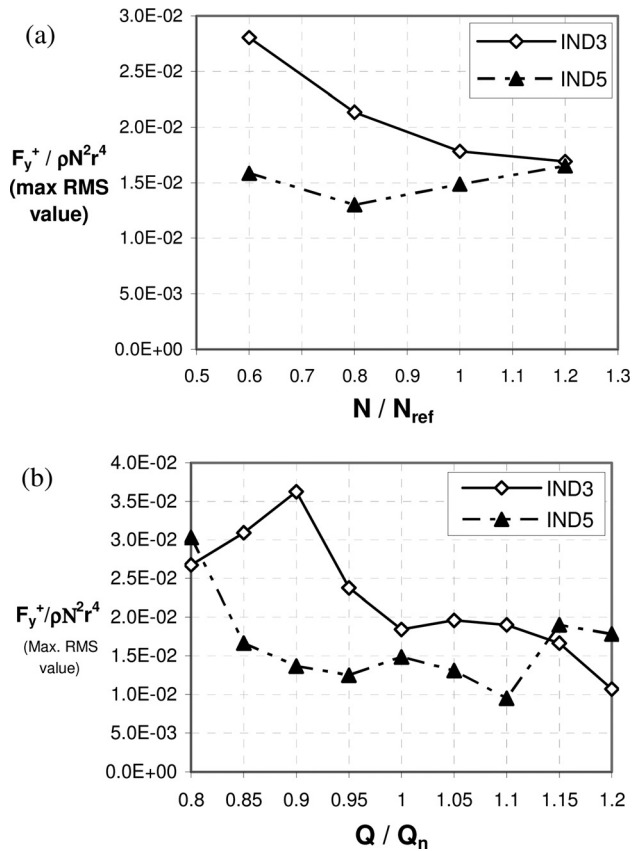 (a)
3.0E-02
2.5E-02
2.0E-02
1.5E-02
1.0E-02
5.0E-03
0.0E+00
Fy+ / ρN²r⁴
(max RMS
value)
IND3
IND5
0.5 0.6 0.7 0.8 0.9 1 1.1 1.2 1.3
N / Nref
(b)
4.0E-02
3.5E-02
3.0E-02
2.5E-02
2.0E-02
1.5E-02
1.0E-02
5.0E-03
0.0E+00
Fy+/ρN²r⁴
(Max. RMS
value)
IND3
IND5
0.8 0.85 0.9 0.95 1 1.05 1.1 1.15 1.2
Q / Qn